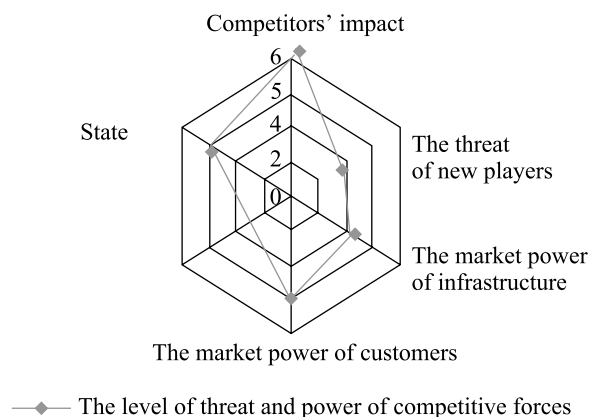 Competitors’ impact
6
5
4
2
0
State
The threat
of new players
The market power
of infrastructure
The market power of customers
The level of threat and power of competitive forces